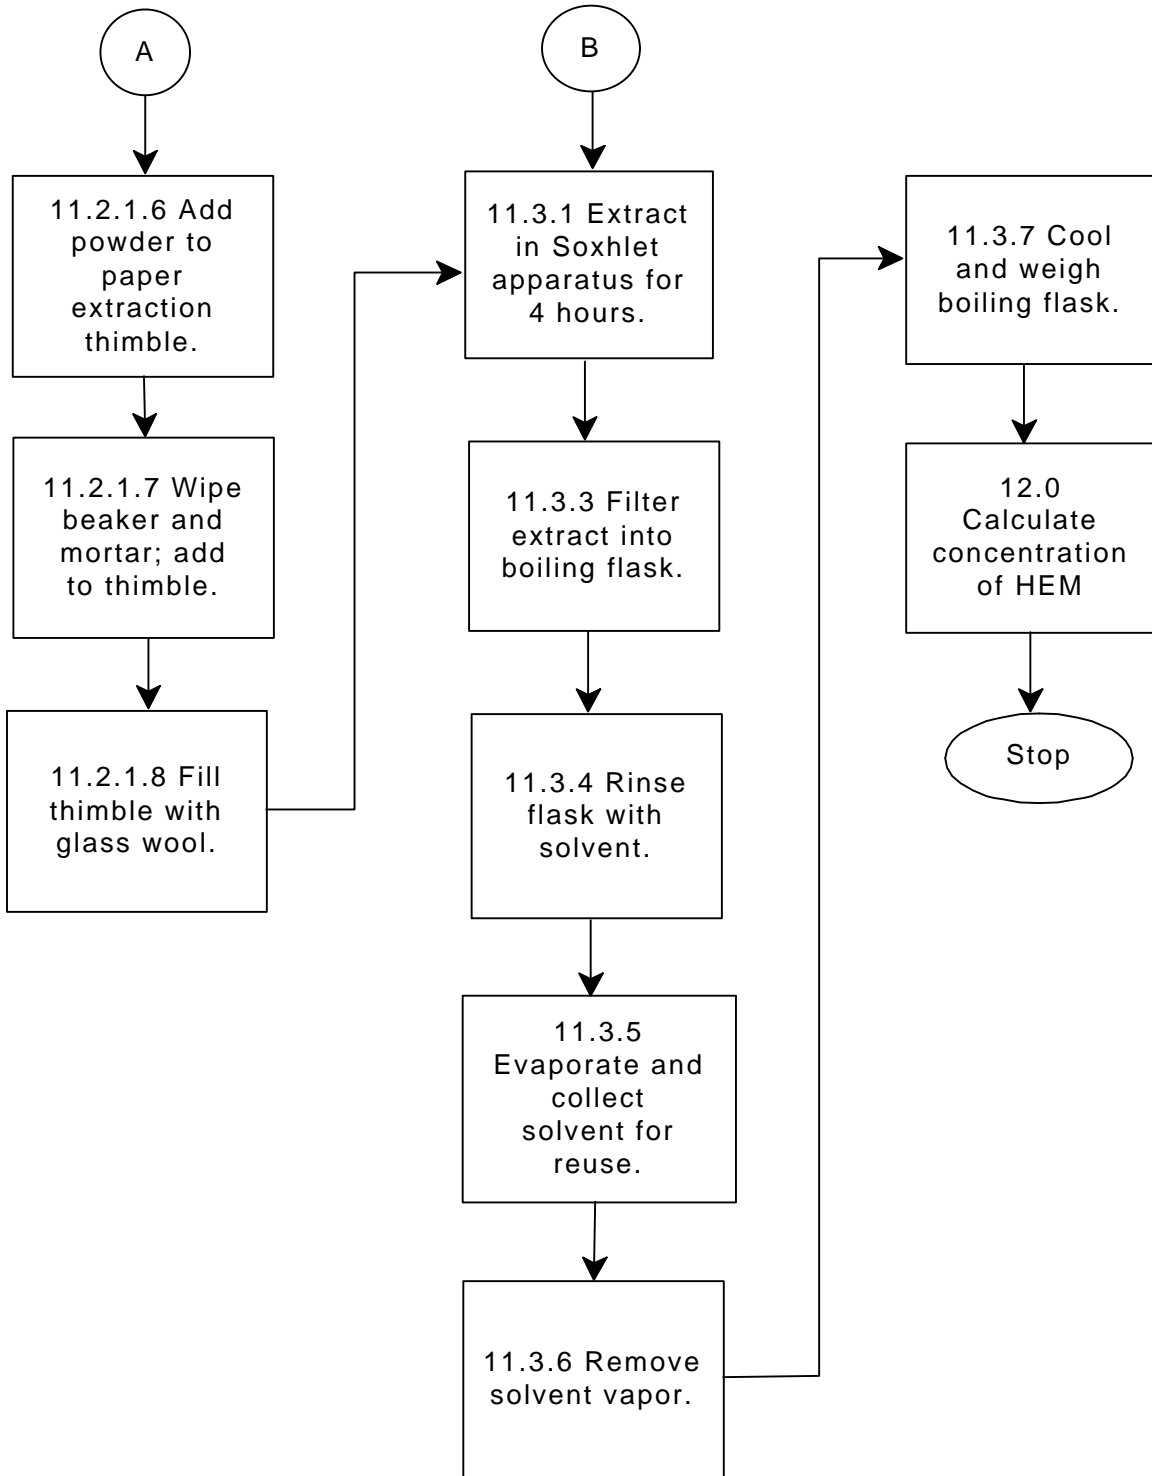 A
11.2.1.6 Add
powder to
paper
extraction
thimble.
11.2.1.7 Wipe
beaker and
mortar; add
to thimble.
11.2.1.8 Fill
thimble with
glass wool.
B
11.3.1 Extract
in Soxhlet
apparatus for
4 hours.
11.3.3 Filter
extract into
boiling flask.
11.3.4 Rinse
flask with
solvent.
11.3.5
Evaporate and
collect
solvent for
reuse.
11.3.6 Remove
solvent vapor.
11.3.7 Cool
and weigh
boiling flask.
12.0
Calculate
concentration
of HEM
Stop